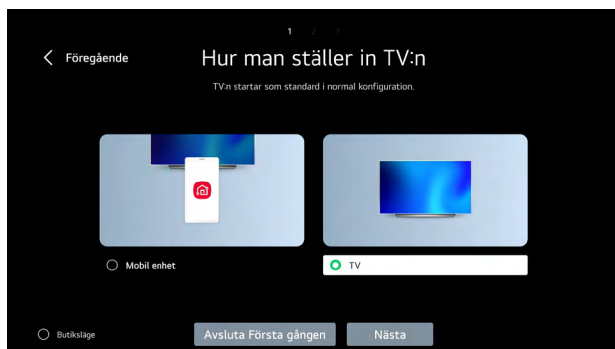 1 2 3
Föregående
Hur man ställer in TV:n
TV:n startar som standard i normal konfiguration.
Mobil enhet
TV
Butiksläge
Avsluta Första gången
Nästa